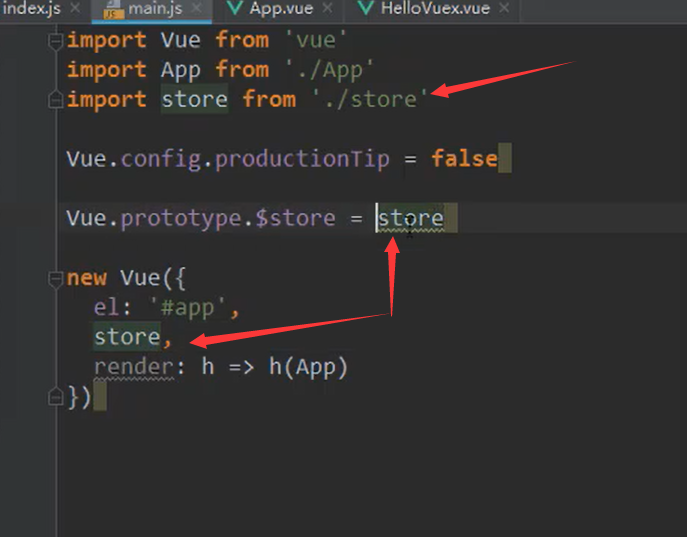 index.js × main.js × App.vue × HelloVuex.vue ×
import Vue from 'vue'
import App from './App'
import store from './store'
Vue.config.productionTip = false
Vue.prototype.$store = store
new Vue({
el: '#app',
store,
render: h => h(App)
})